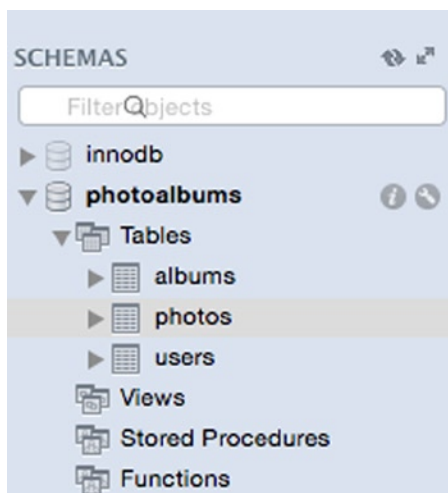 SCHEMAS
Filter objects
innodb
photoalbums
Tables
albums
photos
users
Views
Stored Procedures
Functions